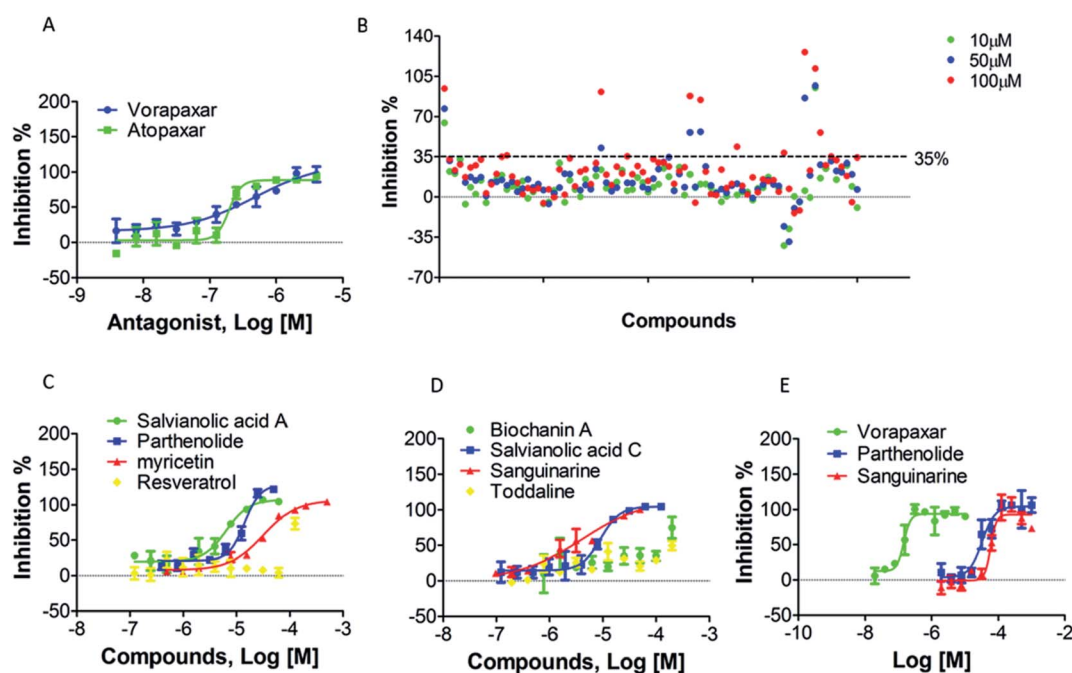 A
Vorapaxar
Atopaxar
Inhibition %
200
150
100
50
0
-50
-9 -8 -7 -6 -5
Antagonist, Log [M]
B
10μM
50μM
100μM
Inhibition %
140
105
70
35
0
-35
-70
35%
Compounds
C
Salvianolic acid A
Parthenolide
myricetin
Resveratrol
Inhibition %
200
150
100
50
0
-50
-7 -6 -5 -4 -3
Compounds, Log [M]
D
Biochanin A
Salvianolic acid C
Sanguinarine
Toddaline
Inhibition %
200
150
100
50
0
-50
-8 -7 -6 -5 -4 -3
Compounds, Log [M]
E
Vorapaxar
Parthenolide
Sanguinarine
Inhibition %
200
150
100
50
0
-50
-10 -8 -6 -4 -2
Log [M]